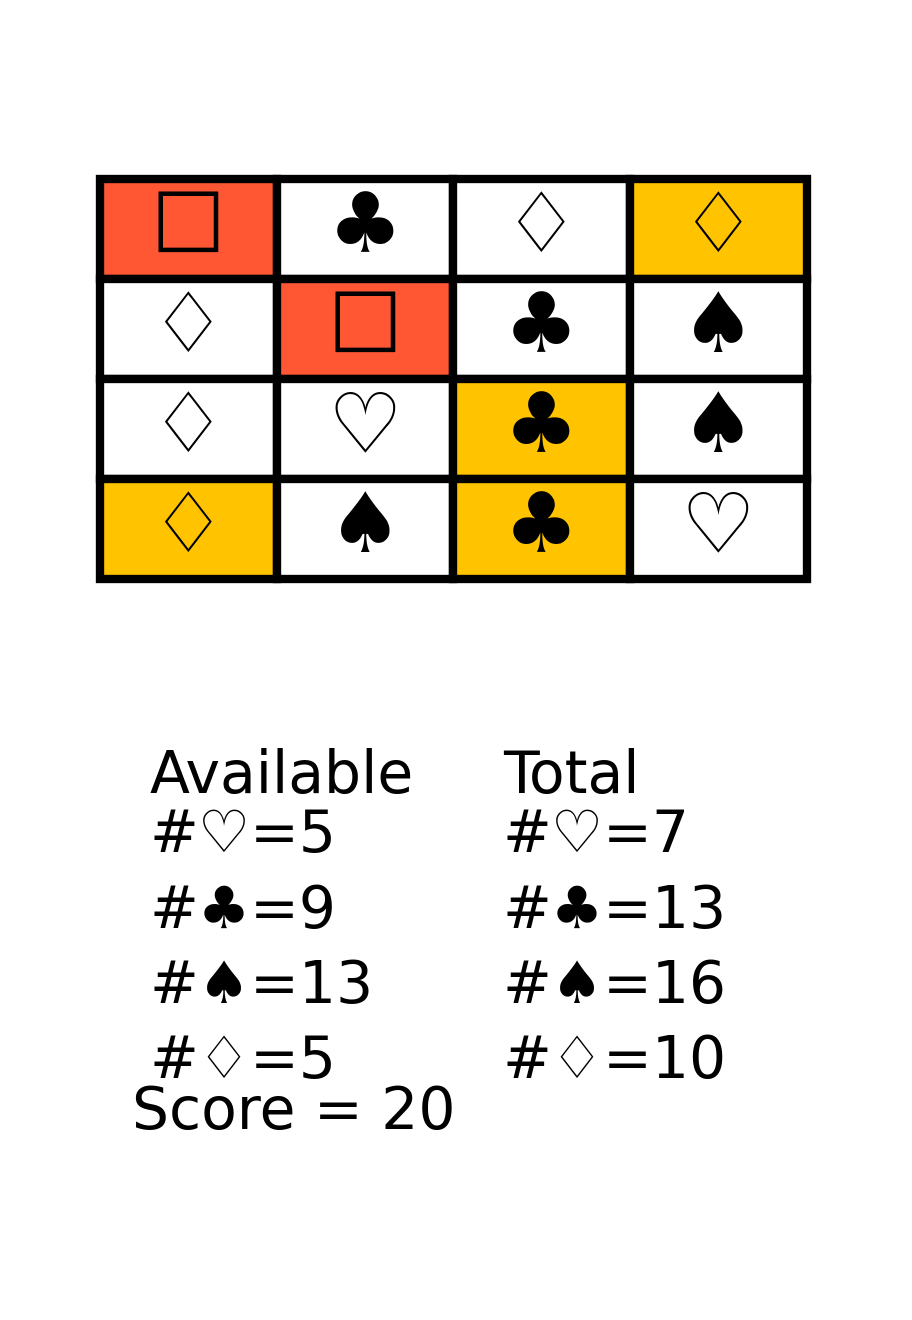 □ ♣ ♢ ♢
♢ □ ♣ ♠
♢ ♡ ♣ ♠
♢ ♠ ♣ ♡
Available Total
#♡=5 #♡=7
#♣=9 #♣=13
#♠=13 #♠=16
#♢=5 #♢=10
Score = 20